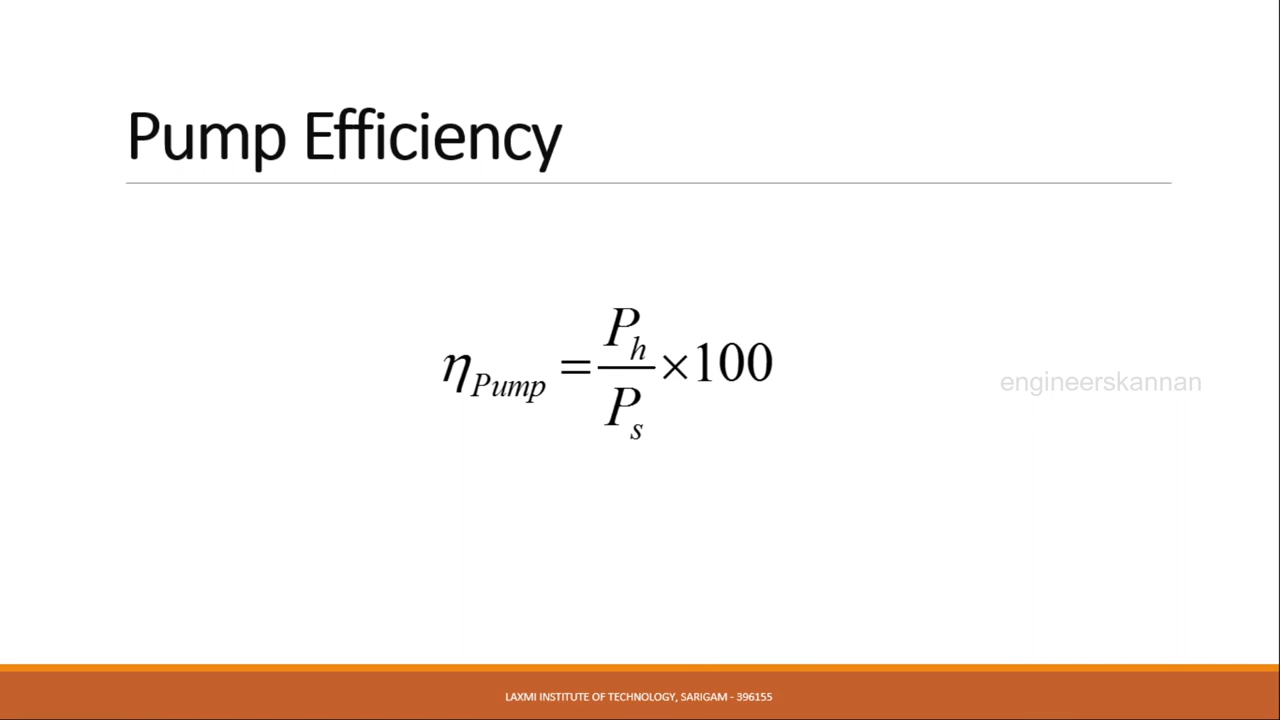 Pump Efficiency
η_Pump = P_h / P_s × 100
engineerskannan
LAXMI INSTITUTE OF TECHNOLOGY, SARIGAM - 396155